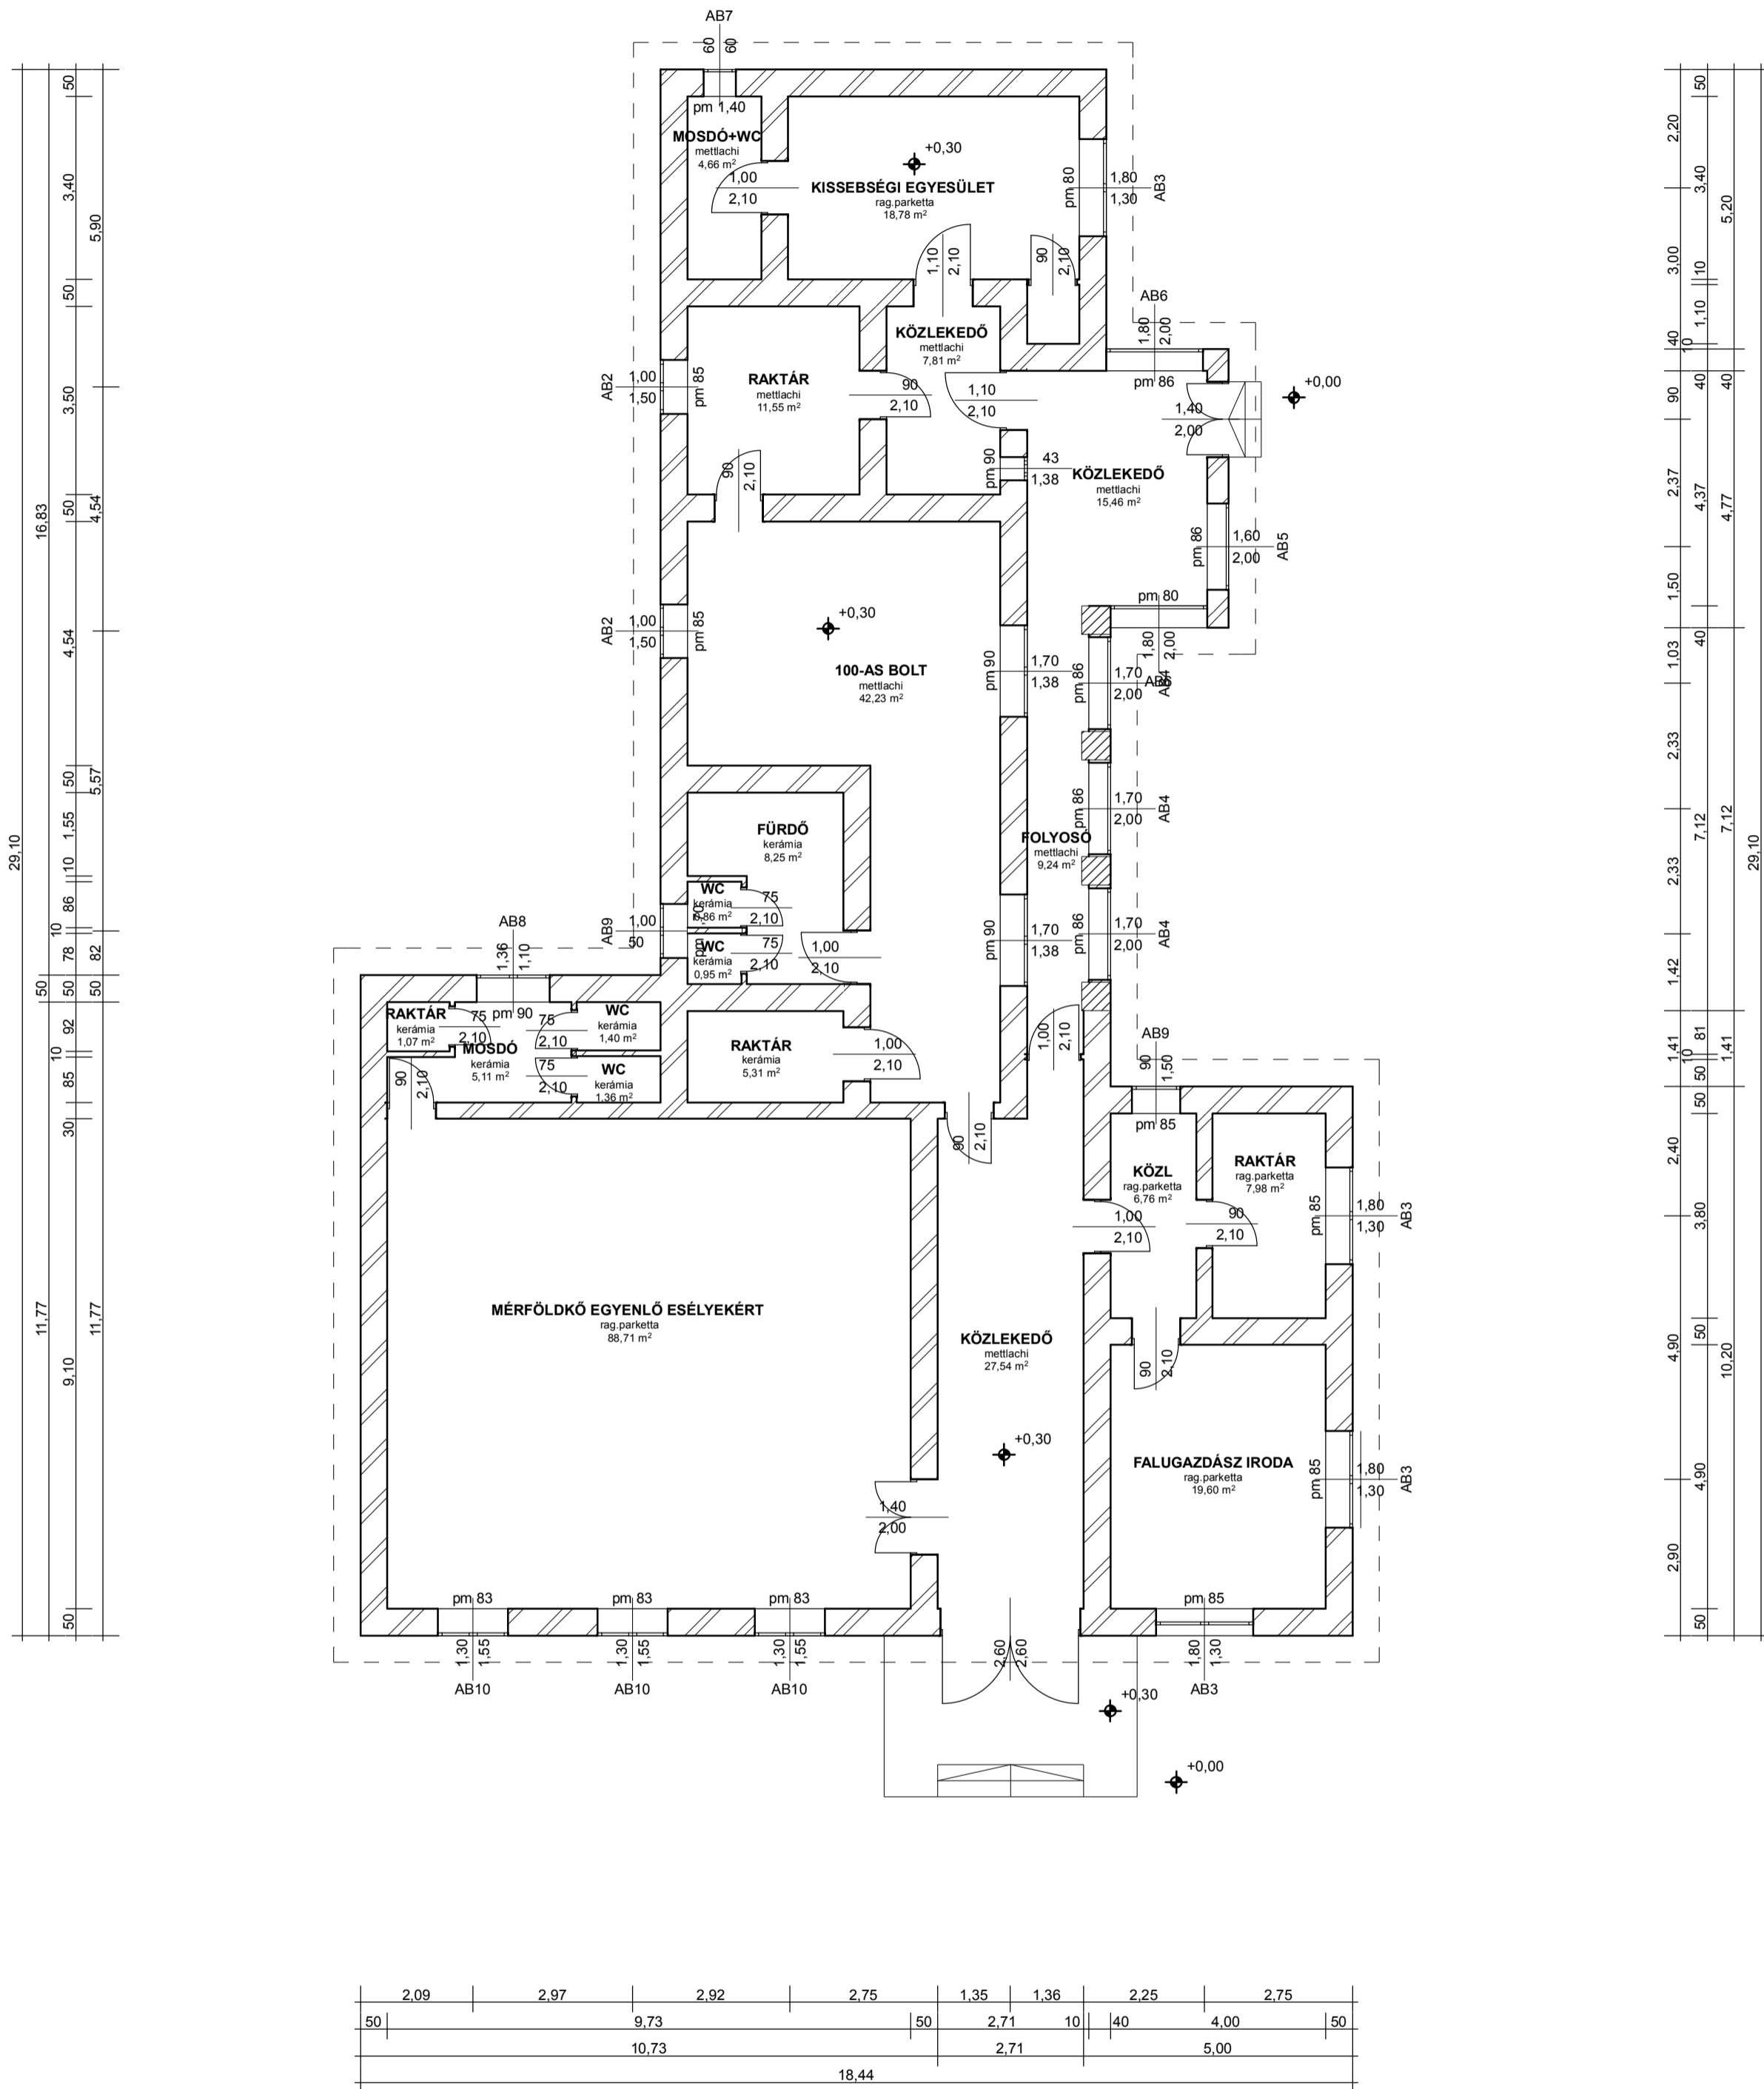 AB7
60
60
pm 1,40
MOSDÓ+WC
mettlachi
4,66 m²
1,00
2,10
+0,30
KISSEBSÉGI EGYESÜLET
rag.parketta
18,78 m²
pm 80
1,80
1,30
AB3
1,10
2,10
90
2,10
AB6
1,80
2,00
pm 86
KÖZLEKEDŐ
mettlachi
7,81 m²
AB2
1,00
1,50
pm 85
RAKTÁR
mettlachi
11,55 m²
90
2,10
1,10
2,10
1,40
2,00
+0,00
90
2,10
pm 90
43
1,38
KÖZLEKEDŐ
mettlachi
15,46 m²
pm 86
1,60
2,00
AB5
pm 80
1,80
2,00
AB2
1,00
1,50
pm 85
+0,30
100-AS BOLT
mettlachi
42,23 m²
pm 90
1,70
1,38
pm 86
1,70
2,00
AB4
pm 86
1,70
2,00
AB4
FOLYOSÓ
mettlachi
9,24 m²
FÜRDŐ
kerámia
8,25 m²
WC
kerámia
0,86 m²
75
2,10
WC
kerámia
0,95 m²
75
2,10
1,00
2,10
AB9
1,00
50
pm 90
1,70
1,38
pm 86
1,70
2,00
AB4
AB8
1,36
1,10
pm 90
RAKTÁR
kerámia
1,07 m²
75
2,10
75
2,10
WC
kerámia
1,40 m²
MOSDÓ
kerámia
5,11 m²
75
2,10
WC
kerámia
1,36 m²
90
2,10
RAKTÁR
kerámia
5,31 m²
1,00
2,10
1,00
2,10
AB9
90
1,50
pm 85
90
2,10
KÖZL
rag.parketta
6,76 m²
RAKTÁR
rag.parketta
7,98 m²
1,00
2,10
90
2,10
pm 85
1,80
1,30
AB3
MÉRFÖLDKŐ EGYENLŐ ESÉLYEKÉRT
rag.parketta
88,71 m²
KÖZLEKEDŐ
mettlachi
27,54 m²
90
2,10
+0,30
FALUGAZDÁSZ IRODA
rag.parketta
19,60 m²
pm 85
1,80
1,30
AB3
1,40
2,00
pm 83
pm 83
pm 83
pm 85
1,30
1,55
1,30
1,55
1,30
1,55
2,60
2,60
1,80
1,30
AB10
AB10
AB10
AB3
+0,30
+0,00
29,10
16,83
50
11,77
50
3,40
50
3,50
50
4,54
50
1,55
10
86
10
78
50
92
10
85
30
9,10
50
5,90
4,54
5,57
82
50
11,77
2,20
3,00
40
10
90
2,37
1,50
1,03
2,33
2,33
1,42
1,41
10
2,40
4,90
2,90
50
3,40
10
1,10
40
4,37
40
7,12
81
50
50
3,80
50
4,90
50
5,20
40
4,77
7,12
1,41
10,20
29,10
2,09
2,97
2,92
2,75
1,35
1,36
2,25
2,75
50
9,73
50
2,71
10
40
4,00
50
10,73
2,71
5,00
18,44